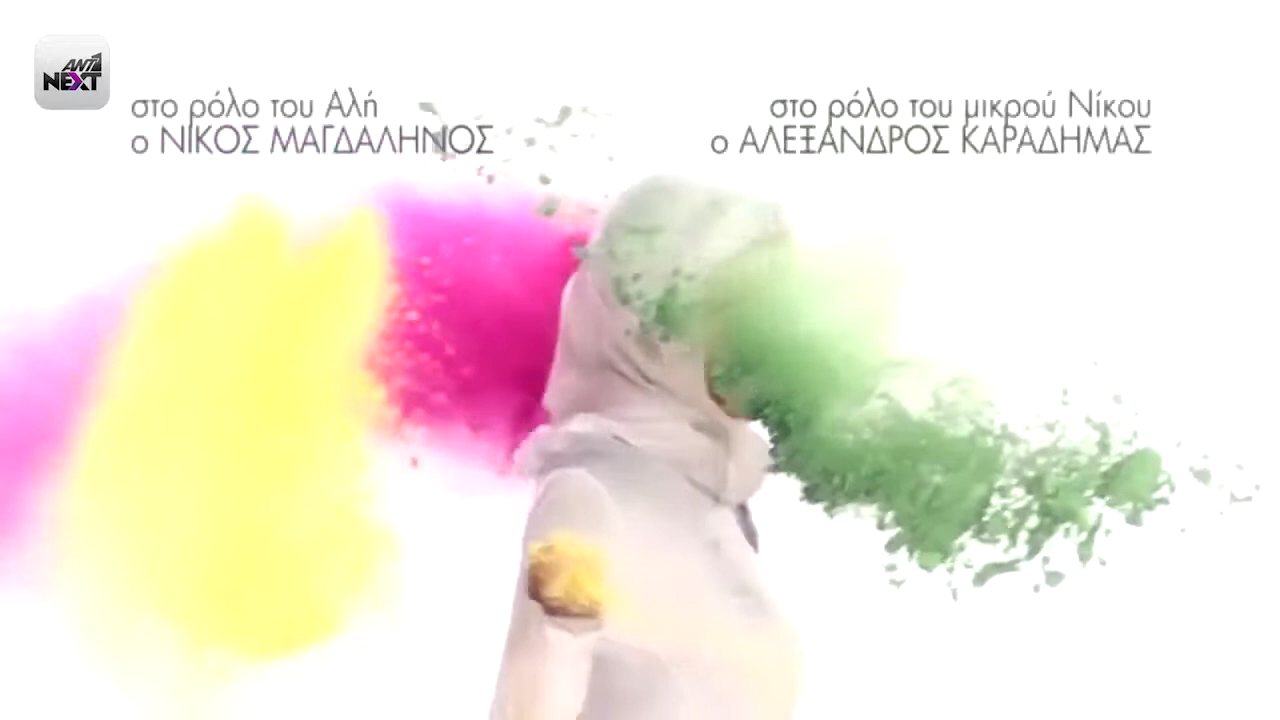 ANT1
NEXT
στο ρόλο του Αλή
ο ΝΙΚΟΣ ΜΑΓΔΑΛΗΝΟΣ
στο ρόλο του μικρού Νίκου
ο ΑΛΕΞΑΝΔΡΟΣ ΚΑΡΑΔΗΜΑΣ